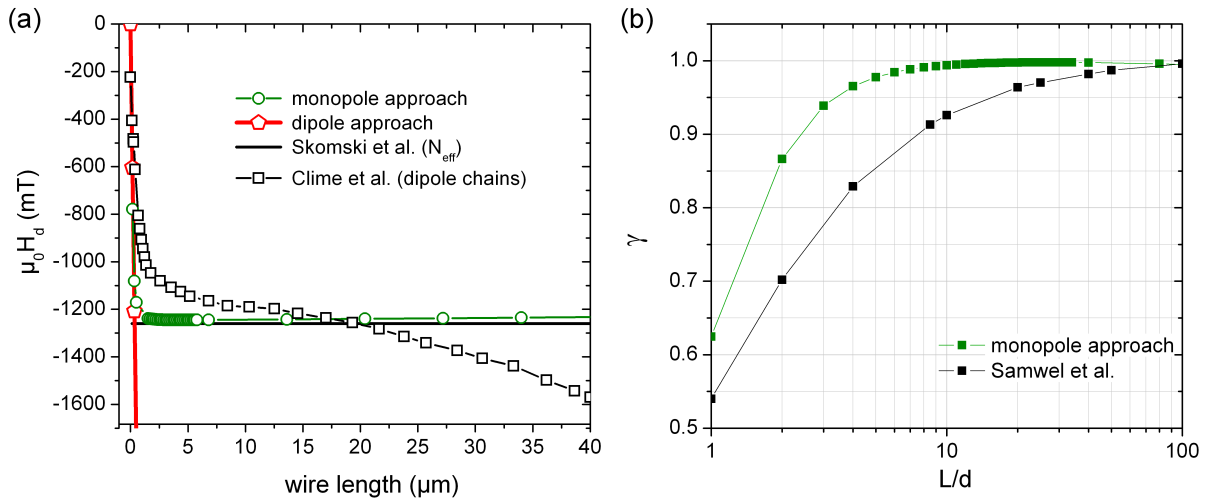 (a)
0
-200
-400
-600
-800
-1000
-1200
-1400
-1600
μ₀H_d (mT)
monopole approach
dipole approach
Skomski et al. (N_eff)
Clime et al. (dipole chains)
0 5 10 15 20 25 30 35 40
wire length (μm)
(b)
1.0
0.9
0.8
0.7
0.6
0.5
γ
monopole approach
Samwel et al.
1 10 100
L/d